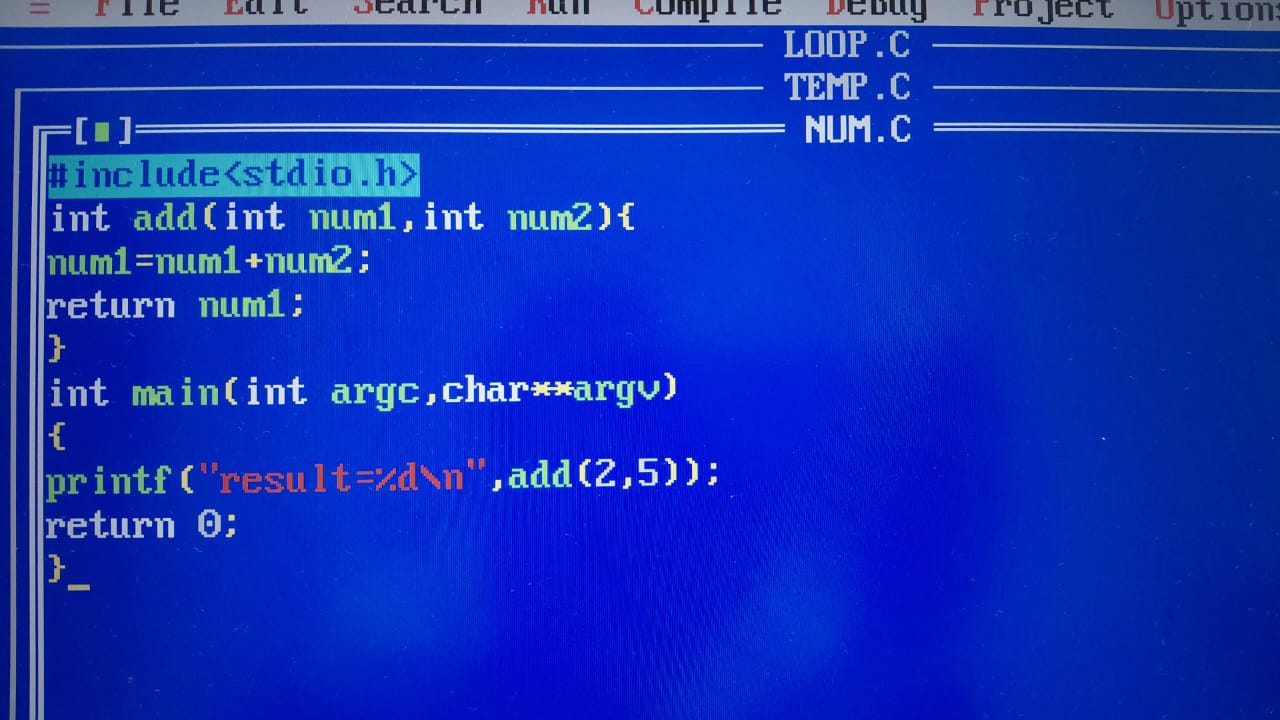 ≡ File Edit Search Run Compile Debug Project Options
LOOP.C
TEMP.C
[■] NUM.C
#include<stdio.h>
int add(int num1,int num2){
num1=num1+num2;
return num1;
}
int main(int argc,char**argv)
{
printf("result=%d\n",add(2,5));
return 0;
}_